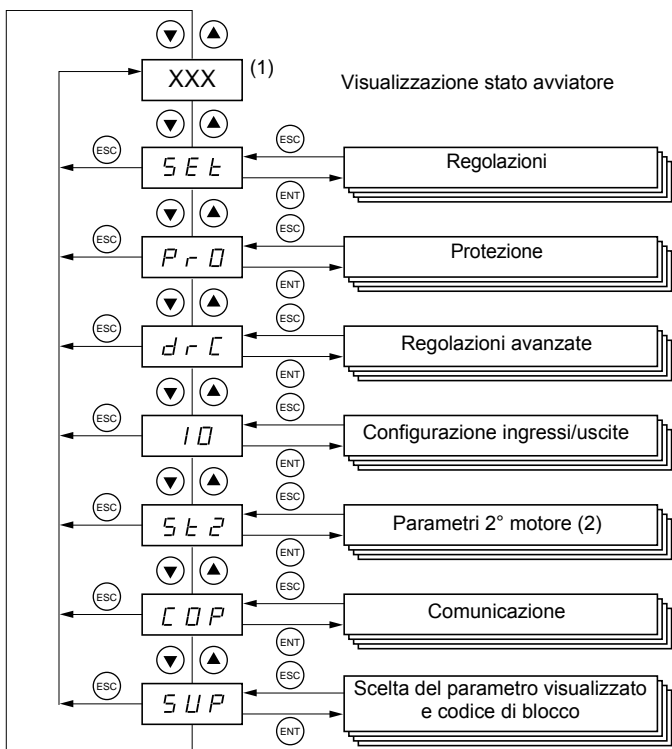 XXX (1) Visualizzazione stato avviatore
ESC SEt ESC Regolazioni
ENT
ESC PrO ESC Protezione
ENT
ESC drC ESC Regolazioni avanzate
ENT
ESC IO ESC Configurazione ingressi/uscite
ENT
ESC St2 ESC Parametri 2° motore (2)
ENT
ESC COP ESC Comunicazione
ENT
ESC SUP ESC Scelta del parametro visualizzato
e codice di blocco
ENT